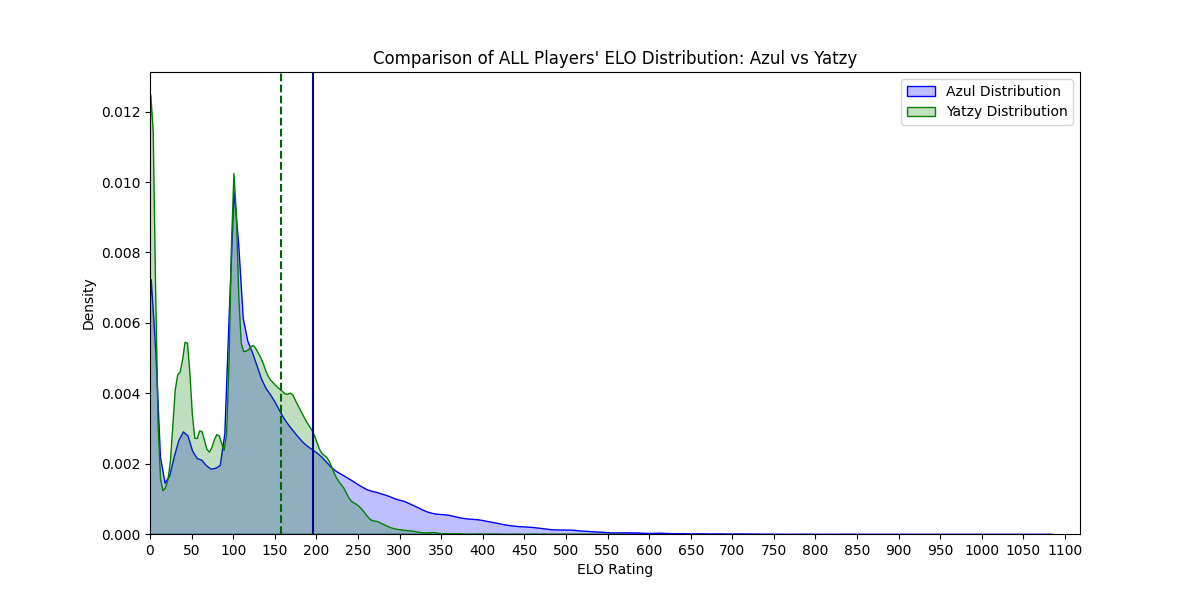 Comparison of ALL Players' ELO Distribution: Azul vs Yatzy
Azul Distribution
Yatzy Distribution
Density
0.012
0.010
0.008
0.006
0.004
0.002
0.000
0 50 100 150 200 250 300 350 400 450 500 550 600 650 700 750 800 850 900 950 1000 1050 1100
ELO Rating